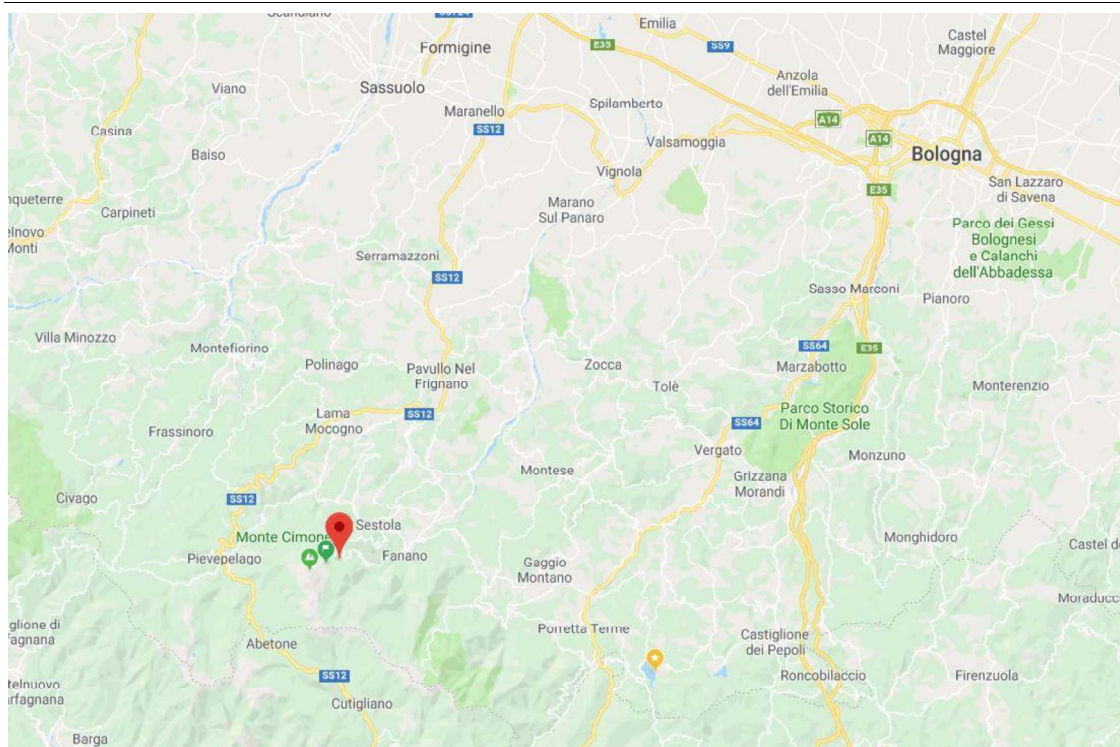 Scandiano
SS724
Formigine
Emilia
E35
SS9
Castel
Maggiore
Anzola
dell'Emilia
Viano
Sassuolo
Maranello
SS12
Spilamberto
A14
Casina
Valsamoggia
A14
Bologna
Baiso
Vignola
E35
San Lazzaro
di Savena
nqueterre
Carpineti
Marano
Sul Panaro
elnovo
Monti
Parco dei Gessi
Bolognesi
e Calanchi
dell'Abbadessa
Serramazzoni
SS12
Sasso Marconi
Pianoro
Villa Minozzo
Montefiorino
SS64
E35
Polinago
Pavullo Nel
Frignano
Zocca
Marzabotto
Tolè
Monterenzio
Lama
Mocogno
SS12
Parco Storico
Di Monte Sole
SS64
Frassinoro
Vergato
Monzuno
Montese
Grizzana
Morandi
Civago
SS12
Sestola
Monte Cimone
Pievepelago
Fanano
Gaggio
Montano
Monghidoro
Castel d
Moraducc
glione di
fagnana
Abetone
Porretta Terme
Castiglione
dei Pepoli
SS12
Roncobilaccio
Firenzuola
telnuovo
arfagnana
Cutigliano
Barga